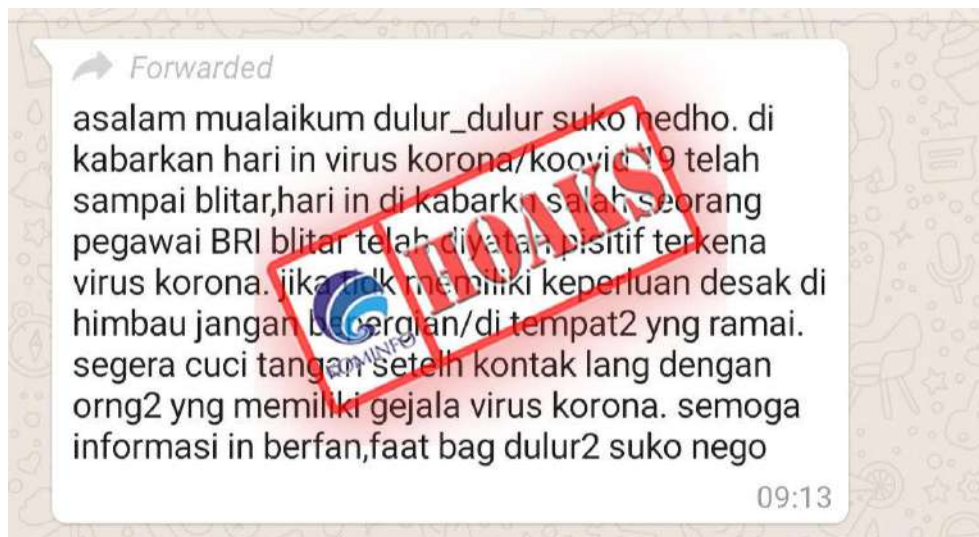 Forwarded
asalam mualaikum dulur_dulur suko nedho. di
kabarkan hari in virus korona/koovid 19 telah
sampai blitar,hari in di kabarkn salah seorang
pegawai BRI blitar telah diyatan pisitif terkena
virus korona. jika tidk memiliki keperluan desak di
himbau jangan bepergian/di tempat2 yng ramai.
segera cuci tangan setelh kontak lang dengan
orng2 yng memiliki gejala virus korona. semoga
informasi in berfan,faat bag dulur2 suko nego
09:13
HOAKS
KOMINFO